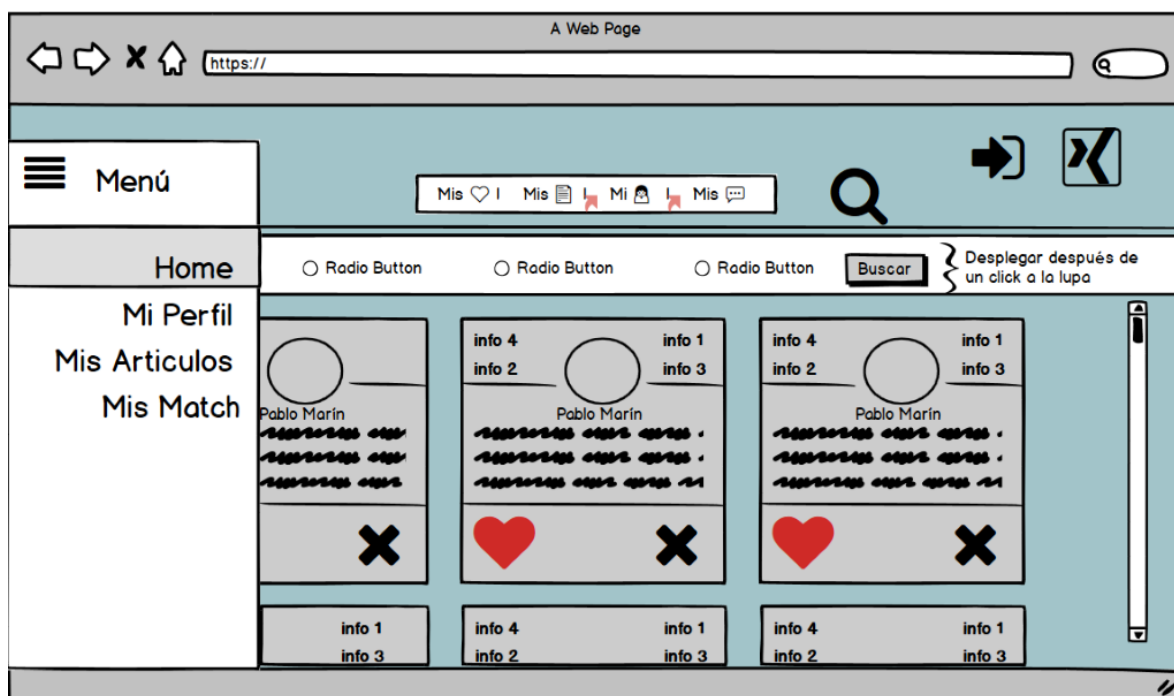 A Web Page
https://
Menú
Mis I Mis I Mi I Mis
Home
Radio Button Radio Button Radio Button Buscar
Desplegar después de
un click a la lupa
Mi Perfil
Mis Articulos
Mis Match
info 4 info 1 info 4 info 1
info 2 info 3 info 2 info 3
Pablo Marín Pablo Marín Pablo Marín
info 1 info 4 info 1 info 4 info 1
info 3 info 2 info 3 info 2 info 3